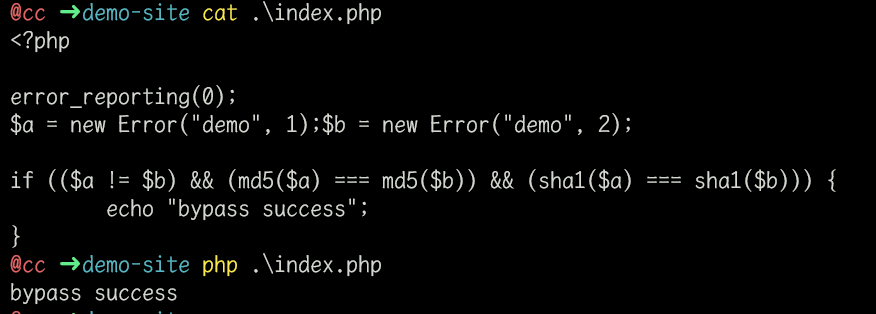 @cc ➜demo-site cat .\index.php
<?php
error_reporting(0);
$a = new Error("demo", 1);$b = new Error("demo", 2);
if (($a != $b) && (md5($a) === md5($b)) && (sha1($a) === sha1($b))) {
echo "bypass success";
}
@cc ➜demo-site php .\index.php
bypass success